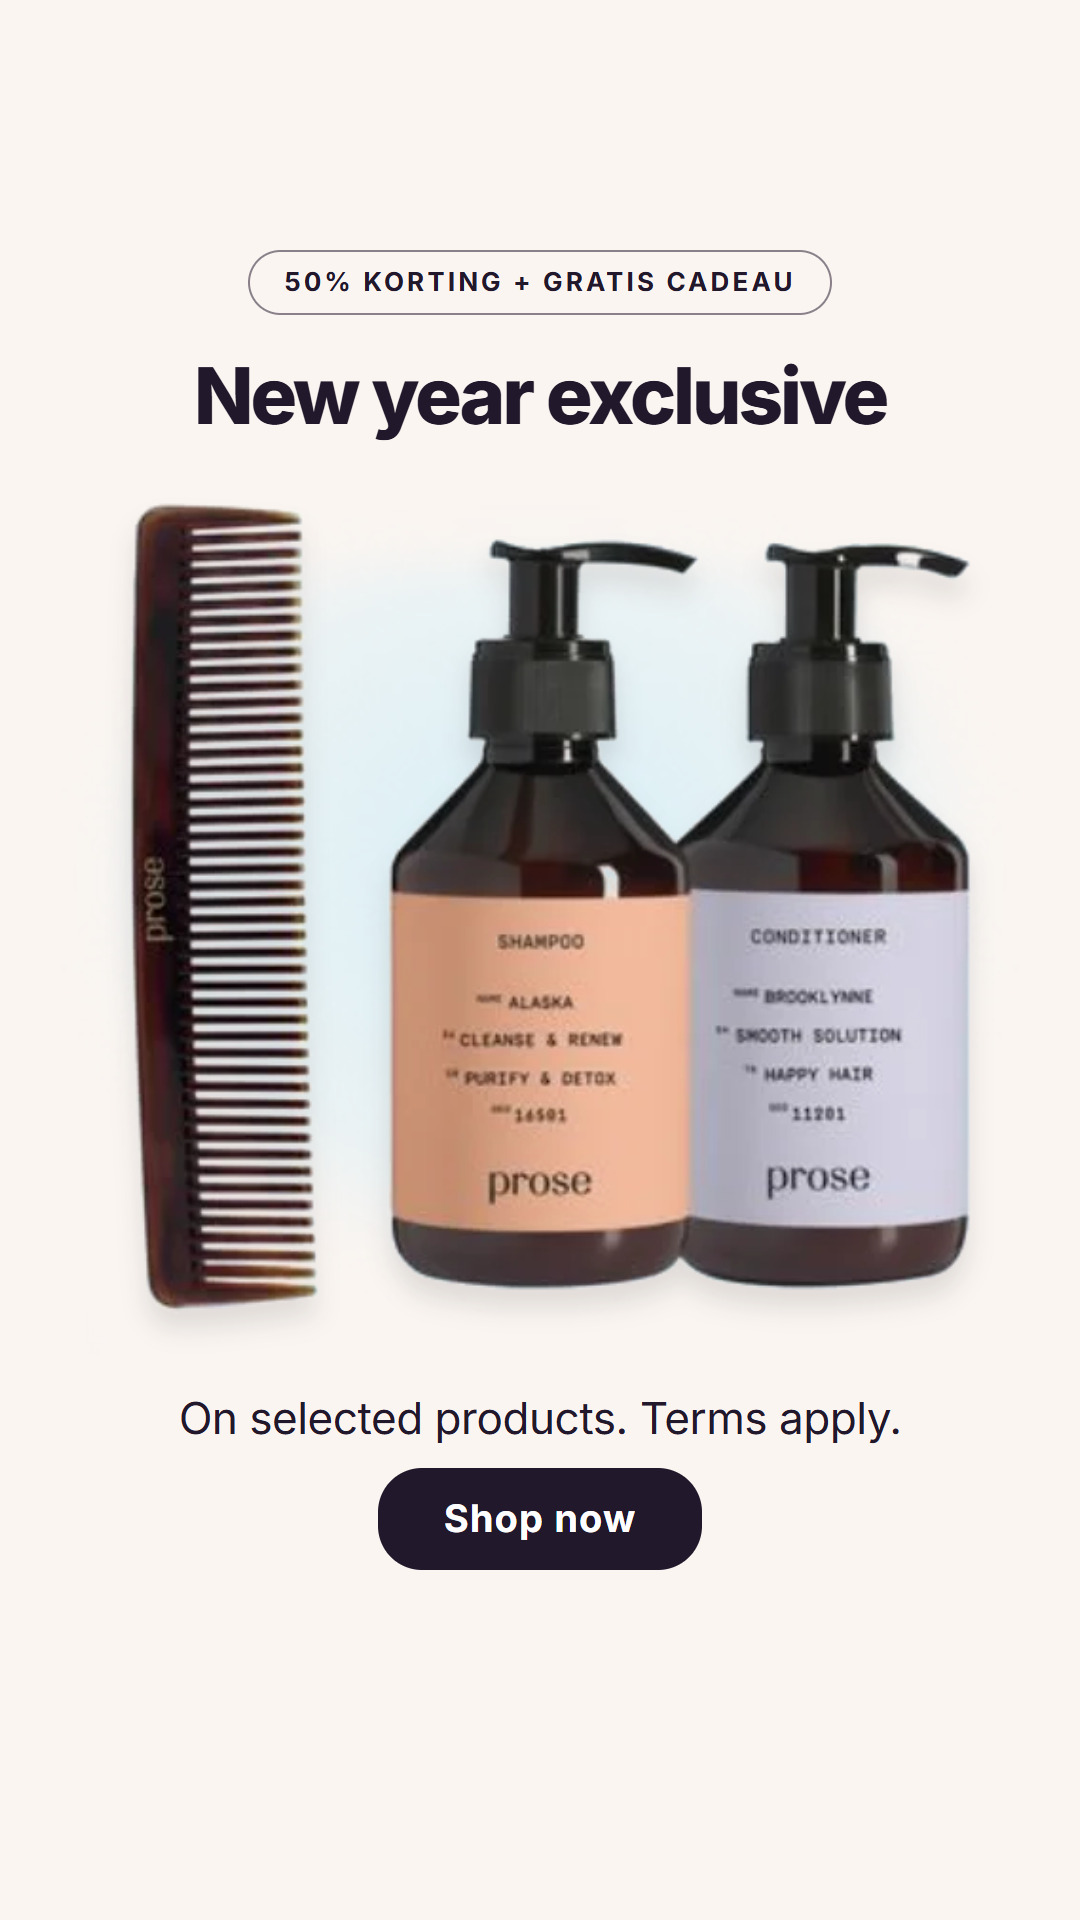 50% KORTING + GRATIS CADEAU
New year exclusive
prose
SHAMPOO
ALASKA
CLEANSE & RENEW
PURIFY & DETOX
prose
CONDITIONER
BROOKLYNNE
SMOOTH SOLUTION
HAPPY HAIR
11201
prose
On selected products. Terms apply.
Shop now